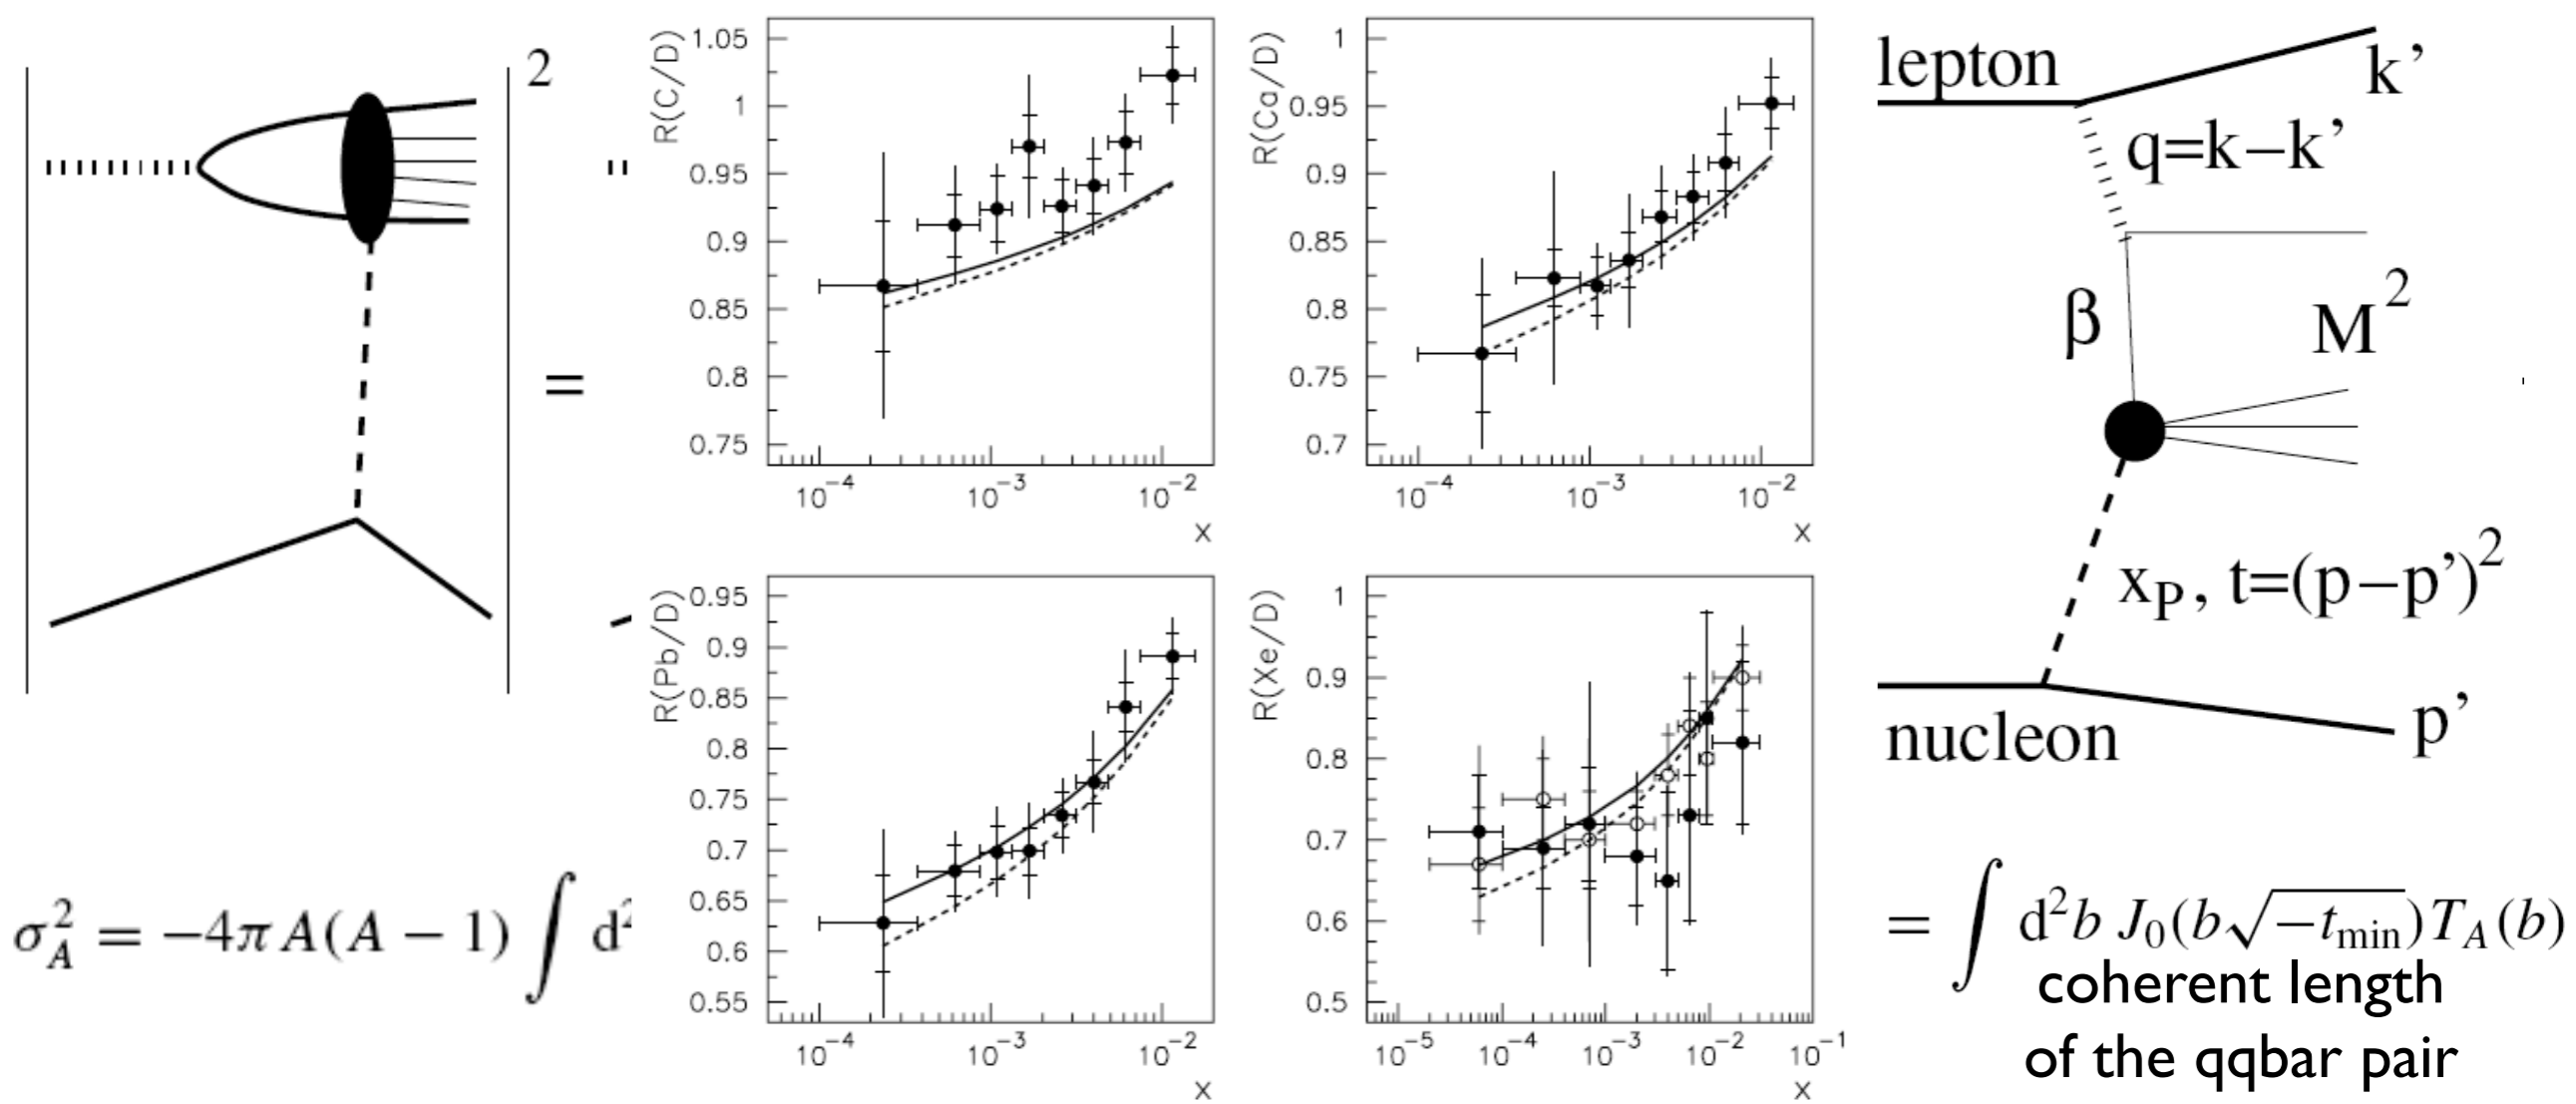 2
=
"
σ_A^2 = −4π A(A − 1) ∫ d²
R(C/D)
1.05
1
0.95
0.9
0.85
0.8
0.75
10^-4 10^-3 10^-2
x
R(Ca/D)
1
0.95
0.9
0.85
0.8
0.75
0.7
10^-4 10^-3 10^-2
x
R(Pb/D)
0.95
0.9
0.85
0.8
0.75
0.7
0.65
0.6
0.55
10^-4 10^-3 10^-2
x
R(Xe/D)
1
0.9
0.8
0.7
0.6
0.5
10^-5 10^-4 10^-3 10^-2 10^-1
x
lepton
k’
q=k−k’
β
M^2
x_P, t=(p−p’)^2
nucleon
p’
= ∫ d²b J_0(b√−t_min)T_A(b)
coherent length
of the qqbar pair